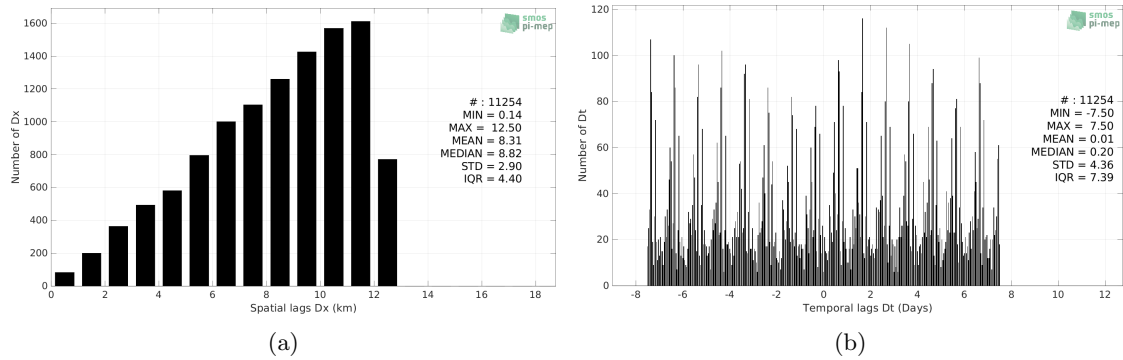 1600
1400
1200
1000
800
600
400
200
0
Number of Dx
0 2 4 6 8 10 12 14 16 18
Spatial lags Dx (km)
smos
pi-mep
# : 11254
MIN = 0.14
MAX = 12.50
MEAN = 8.31
MEDIAN = 8.82
STD = 2.90
IQR = 4.40
(a)
120
100
80
60
40
20
0
Number of Dt
-8 -6 -4 -2 0 2 4 6 8 10 12
Temporal lags Dt (Days)
smos
pi-mep
# : 11254
MIN = -7.50
MAX = 7.50
MEAN = 0.01
MEDIAN = 0.20
STD = 4.36
IQR = 7.39
(b)